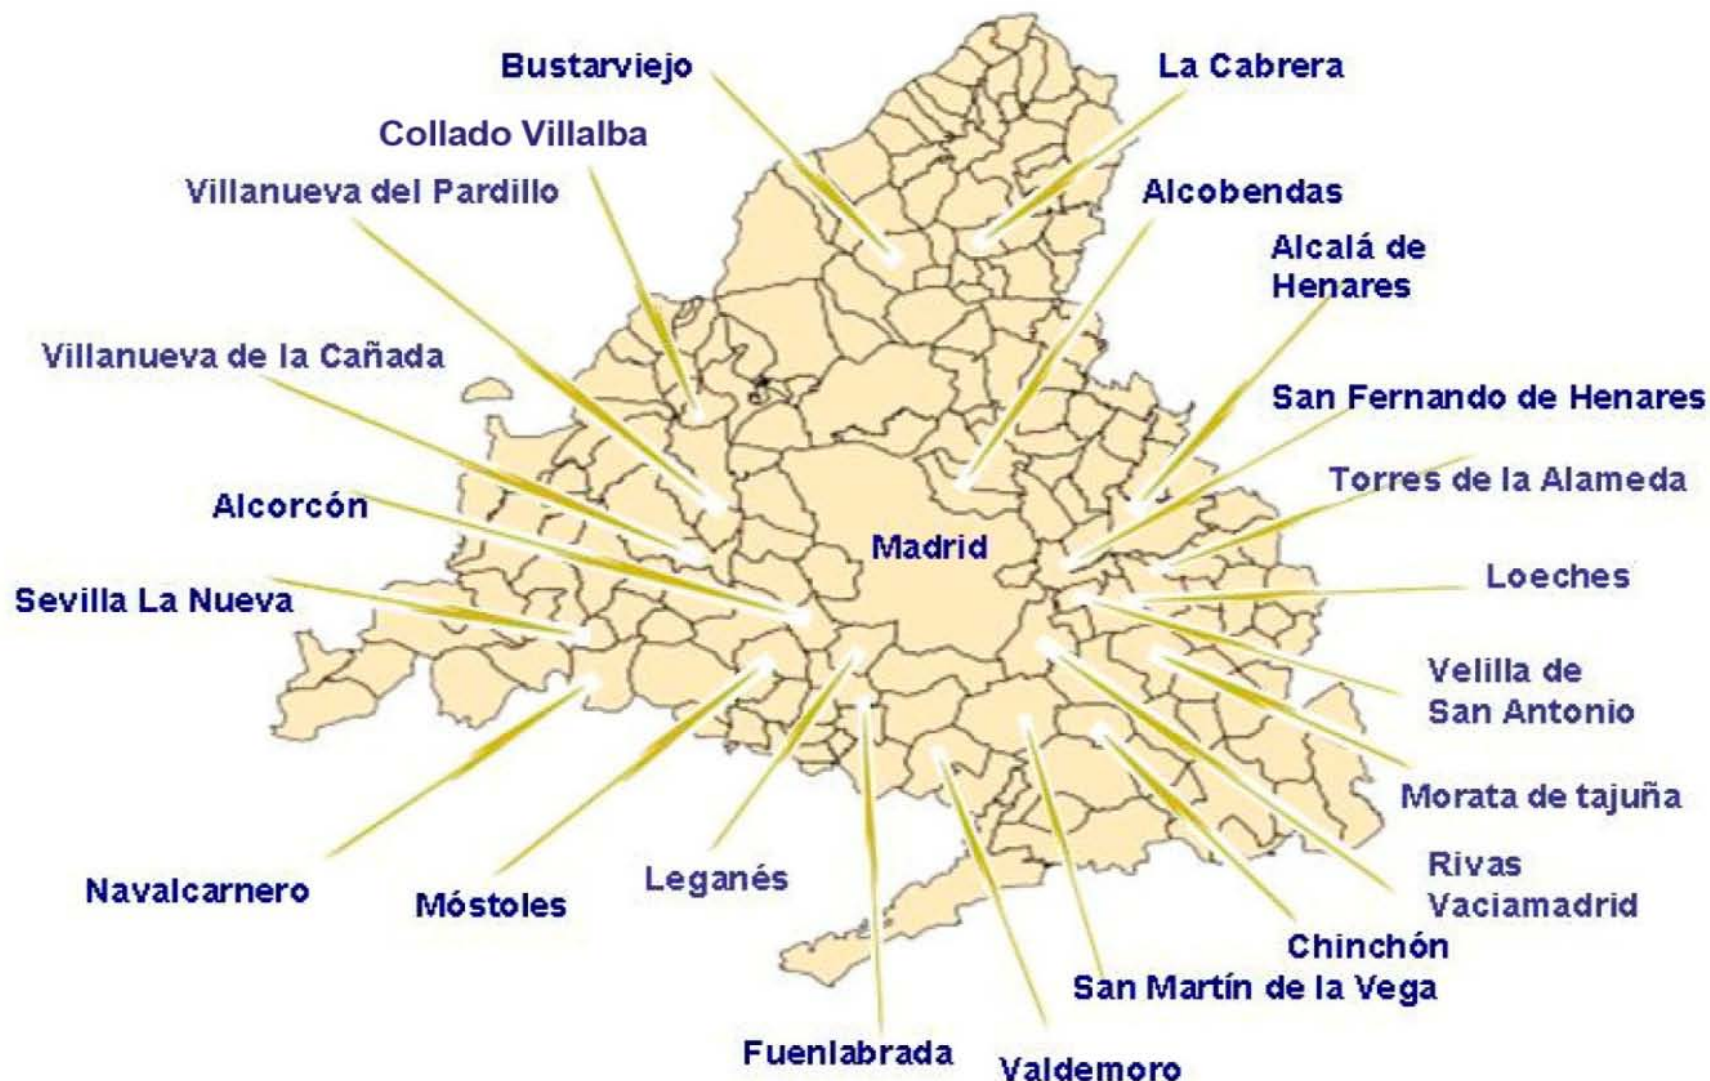 Bustarviejo
La Cabrera
Collado Villalba
Villanueva del Pardillo
Alcobendas
Alcalá de
Henares
Villanueva de la Cañada
San Fernando de Henares
Torres de la Alameda
Alcorcón
Madrid
Loeches
Sevilla La Nueva
Velilla de
San Antonio
Morata de tajuña
Rivas
Vaciamadrid
Leganés
Navalcarnero
Móstoles
Chinchón
San Martín de la Vega
Fuenlabrada
Valdemoro